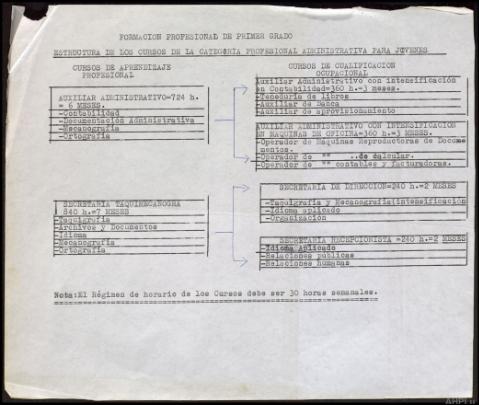 FORMACION PROFESIONAL DE PRIMER GRADO
ESTRUCTURA DE LOS CURSOS DE LA CATEGORIA PROFESIONAL ADMINISTRATIVA PARA JOVENES
CURSOS DE APRENDIZAJE
PROFESIONAL
AUXILIAR ADMINISTRATIVO=724 h.
= 6 MESES.
-Contabilidad
-Documentación Administrativa
-Mecanografía
-Ortografía
SECRETARIA TAQUIMECANOGRA
840 h.=7 MESES
-Taquigrafía
-Archivos y Documentos
-Idioma
-Mecanografía
-Ortografía
CURSOS DE CUALIFICACION
OCUPACIONAL
Auxiliar Administrativo con intensificación
en Contabilidad=360 h.=3 meses.
-Teneduría de Libros
-Auxiliar de Banca
-Auxiliar de aprovisionamiento
AUXILIAR ADMINISTRATIVO CON INTENSIFICACION
EN MAQUINAS DE OFICINA=360 h.=3 MESES.
-Operador de Maquinas Reproductoras de Docume
mentos.
-Operador de "" ..de calcular.
-Operador de "" contables y facturadoras.
SECRETARIA DE DIRECCION=240 h.=2 MESES
-Taquigrafía y Mecanografía(intensificación
-Idioma aplicado
-Organización
SECRETARIA RECEPCIONISTA =240 h.=2 MESES
-Idioma Aplicado
-Relaciones públicas
-Relaciones humanas
Nota:El Régimen de horario de los Cursos debe ser 30 horas semanales.